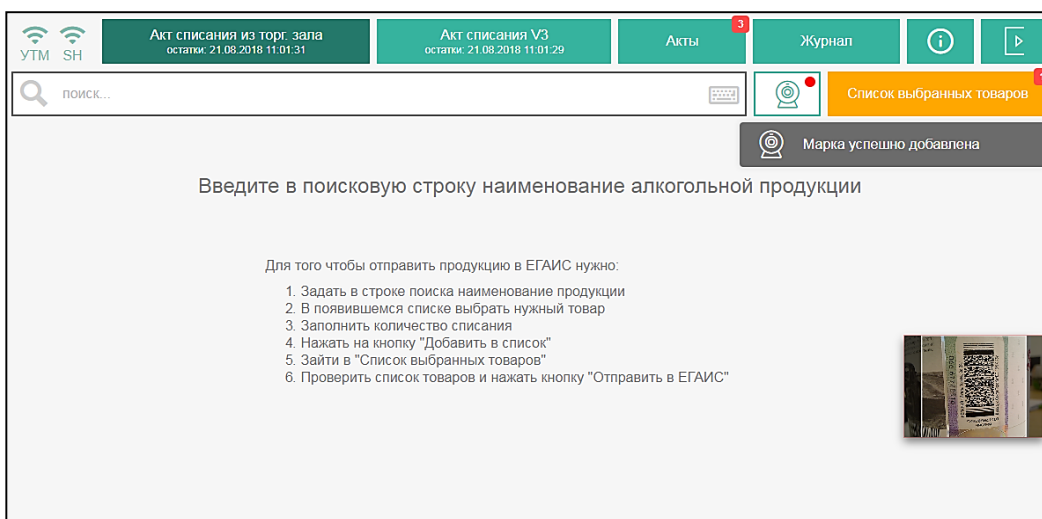 Акт списания из торг. зала
остатки: 21.08.2018 11:01:31
Акт списания V3
остатки: 21.08.2018 11:01:29
Акты
3
Журнал
УТМ SH
поиск...
Список выбранных товаров
Марка успешно добавлена
Введите в поисковую строку наименование алкогольной продукции
Для того чтобы отправить продукцию в ЕГАИС нужно:
1. Задать в строке поиска наименование продукции
2. В появившемся списке выбрать нужный товар
3. Заполнить количество списания
4. Нажать на кнопку "Добавить в список"
5. Зайти в "Список выбранных товаров"
6. Проверить список товаров и нажать кнопку "Отправить в ЕГАИС"